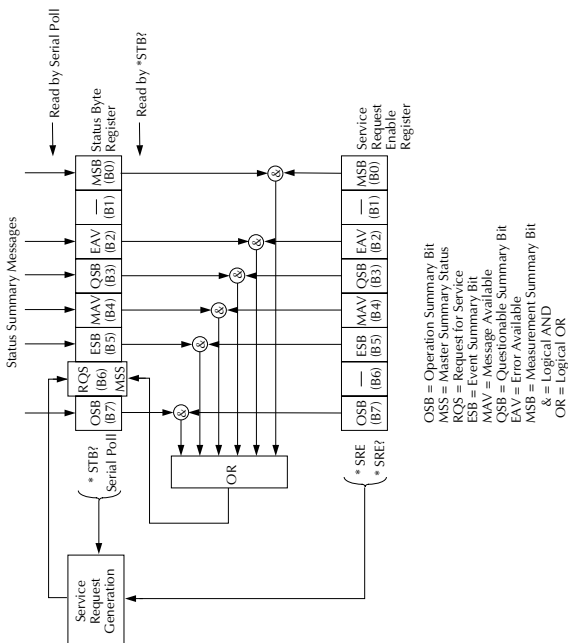 Status Summary Messages
Read by Serial Poll
Service
Request
Generation
* STB?
Serial Poll
OSB
(B7)
RQS
(B6)
MSS
ESB
(B5)
MAV
(B4)
QSB
(B3)
EAV
(B2)
—
(B1)
MSB
(B0)
Status Byte
Register
Read by *STB?
OR
&
&
&
&
&
&
* SRE
* SRE?
OSB
(B7)
—
(B6)
ESB
(B5)
MAV
(B4)
QSB
(B3)
EAV
(B2)
—
(B1)
MSB
(B0)
Service
Request
Enable
Register
OSB = Operation Summary Bit
MSS = Master Summary Status
RQS = Request for Service
ESB = Event Summary Bit
MAV = Message Available
QSB = Questionable Summary Bit
EAV = Error Available
MSB = Measurement Summary Bit
& = Logical AND
OR = Logical OR